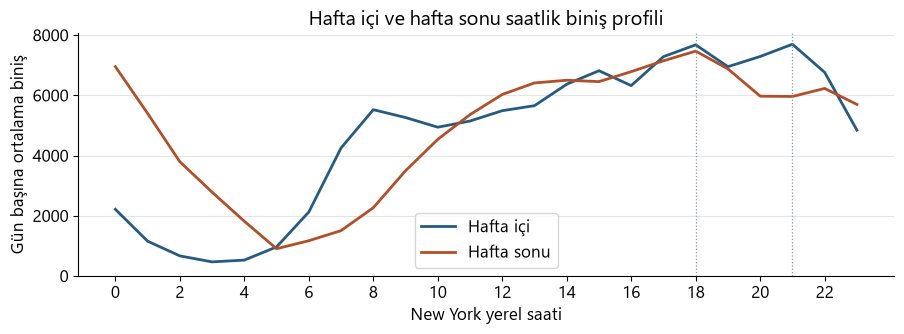 Hafta içi ve hafta sonu saatlik biniş profili
Gün başına ortalama biniş
8000
6000
4000
2000
0
Hafta içi
Hafta sonu
0 2 4 6 8 10 12 14 16 18 20 22
New York yerel saati